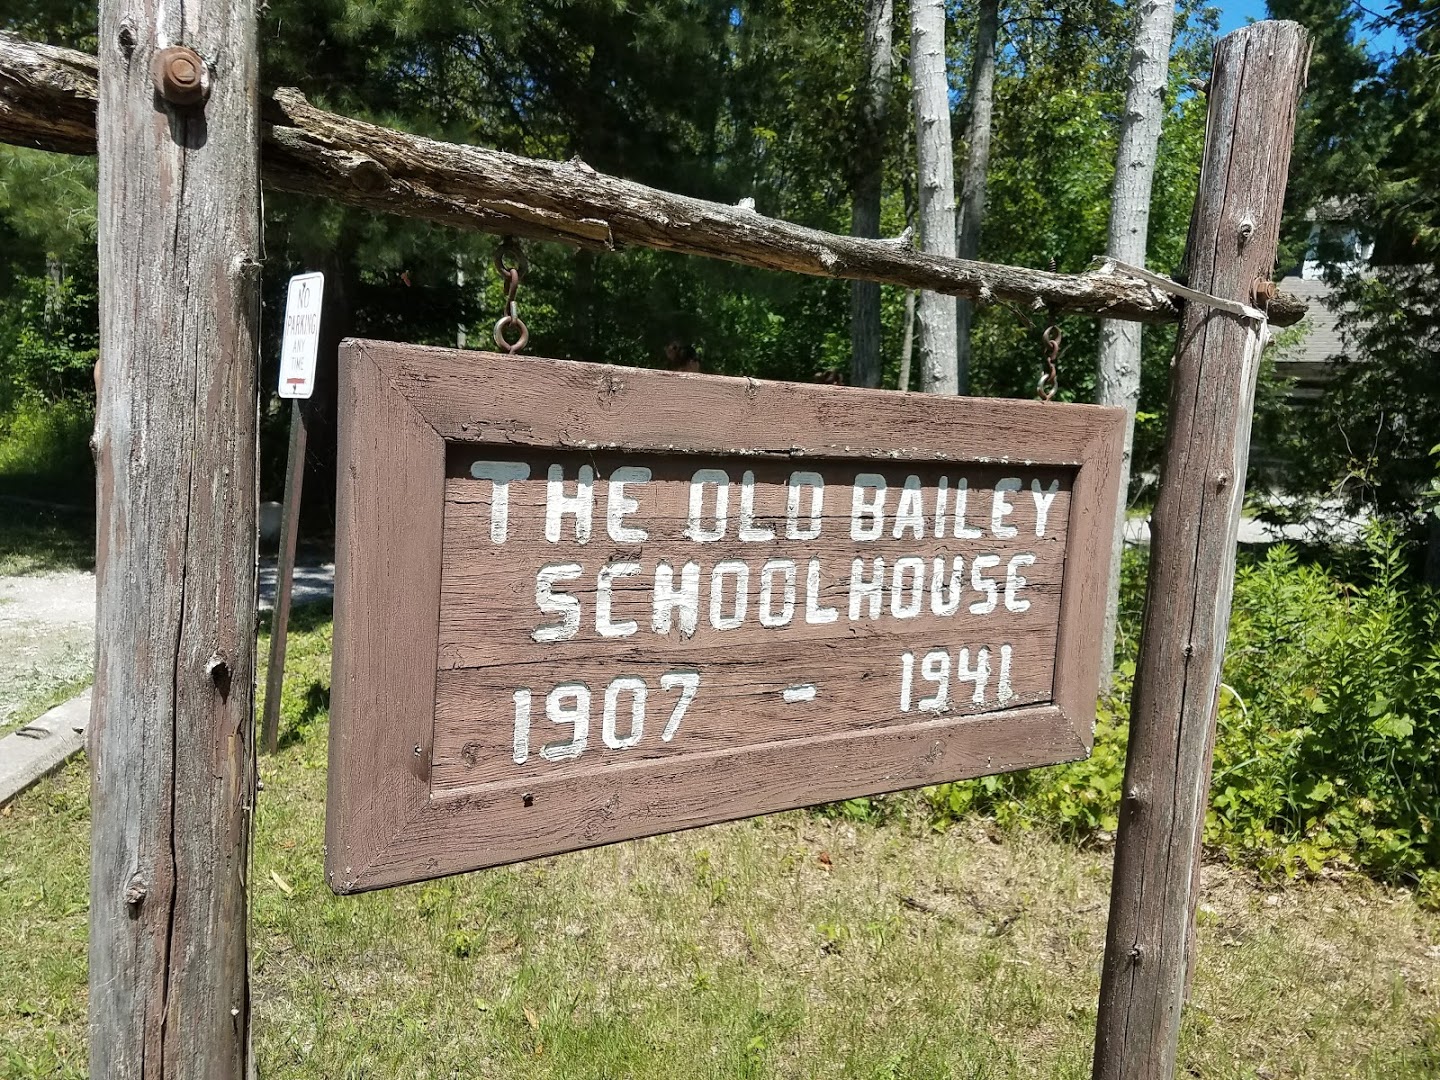 NO
PARKING
ANY
TIME
THE OLD BAILEY
SCHOOLHOUSE
1907 - 1941